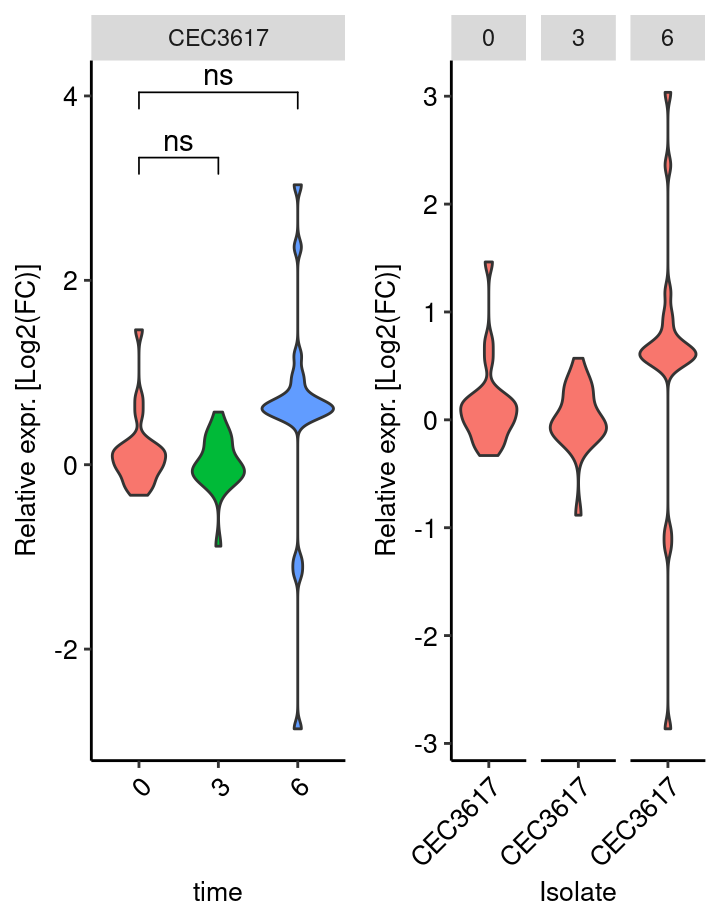 CEC3617
ns
ns
4
2
0
-2
Relative expr. [Log2(FC)]
0
3
6
time
0
3
6
3
2
1
0
-1
-2
-3
Relative expr. [Log2(FC)]
CEC3617
CEC3617
CEC3617
Isolate